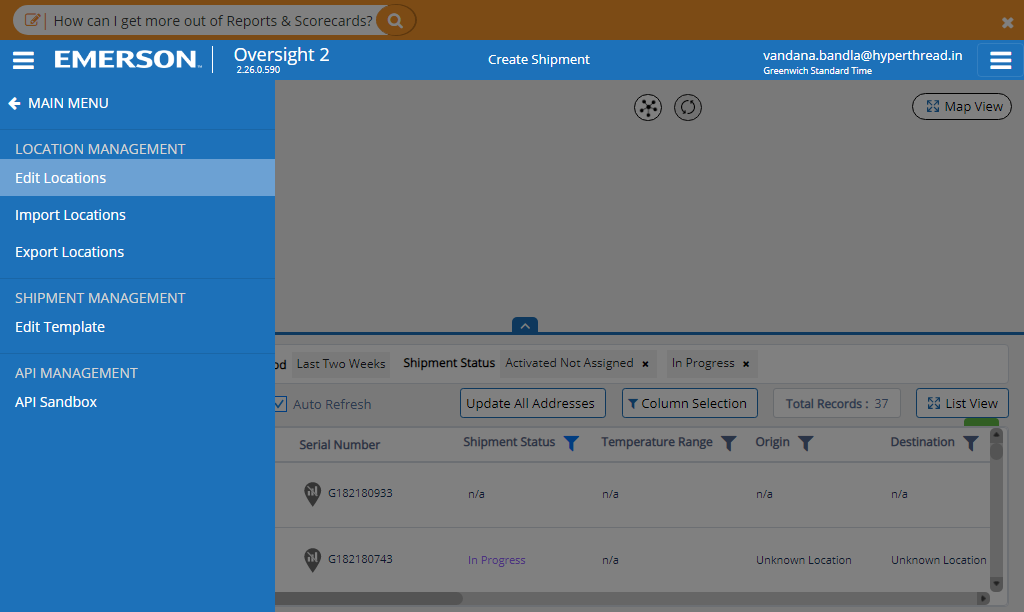 How can I get more out of Reports & Scorecards?
EMERSON
Oversight 2
2.26.0.590
Create Shipment
vandana.bandla@hyperthread.in
Greenwich Standard Time
MAIN MENU
LOCATION MANAGEMENT
Edit Locations
Import Locations
Export Locations
SHIPMENT MANAGEMENT
Edit Template
API MANAGEMENT
API Sandbox
Map View
od Last Two Weeks Shipment Status Activated Not Assigned × In Progress ×
Auto Refresh Update All Addresses Column Selection Total Records : 37 List View
Serial Number Shipment Status Temperature Range Origin Destination
G182180933 n/a n/a n/a n/a
G182180743 In Progress n/a Unknown Location Unknown Location